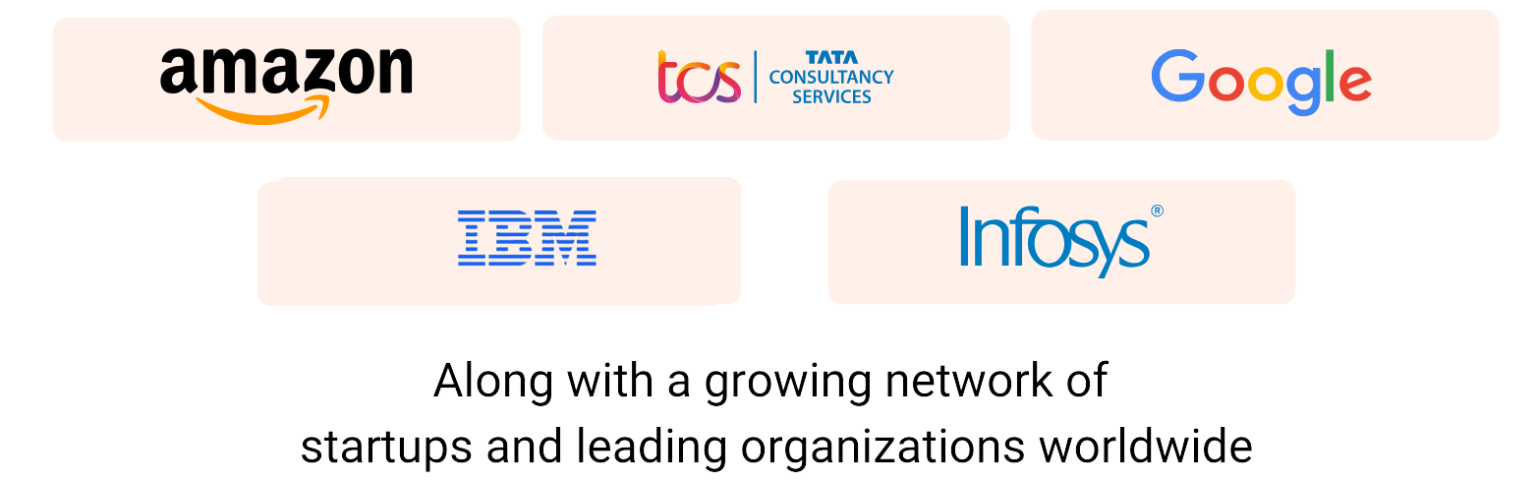 amazon
tcs
TATA
CONSULTANCY
SERVICES
Google
IBM
Infosys®
Along with a growing network of
startups and leading organizations worldwide